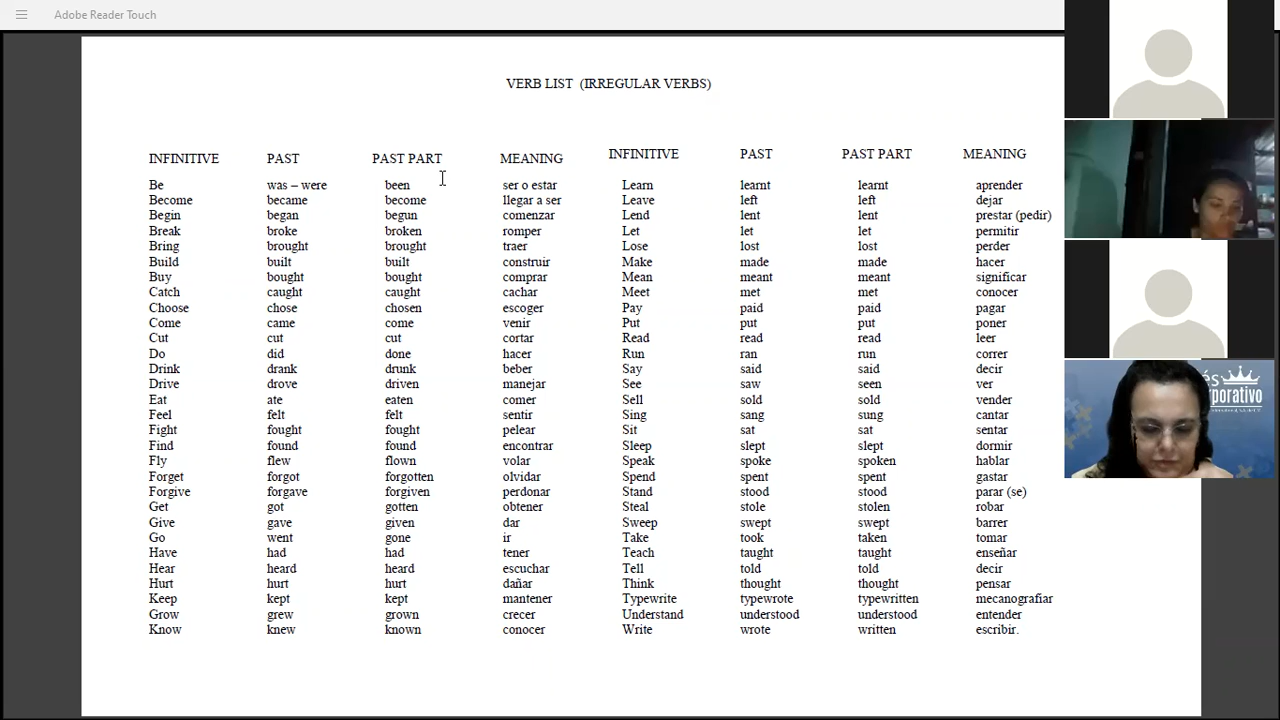 Adobe Reader Touch
VERB LIST (IRREGULAR VERBS)
INFINITIVE PAST PAST PART MEANING INFINITIVE PAST PAST PART MEANING
Be was – were been ser o estar Learn learnt learnt aprender
Become became become llegar a ser Leave left left dejar
Begin began begun comenzar Lend lent lent prestar (pedir)
Break broke broken romper Let let let permitir
Bring brought brought traer Lose lost lost perder
Build built built construir Make made made hacer
Buy bought bought comprar Mean meant meant significar
Catch caught caught cachar Meet met met conocer
Choose chose chosen escoger Pay paid paid pagar
Come came come venir Put put put poner
Cut cut cut cortar Read read read leer
Do did done hacer Run ran run correr
Drink drank drunk beber Say said said decir
Drive drove driven manejar See saw seen ver
Eat ate eaten comer Sell sold sold vender
Feel felt felt sentir Sing sang sung cantar
Fight fought fought pelear Sit sat sat sentar
Find found found encontrar Sleep slept slept dormir
Fly flew flown volar Speak spoke spoken hablar
Forget forgot forgotten olvidar Spend spent spent gastar
Forgive forgave forgiven perdonar Stand stood stood parar (se)
Get got gotten obtener Steal stole stolen robar
Give gave given dar Sweep swept swept barrer
Go went gone ir Take took taken tomar
Have had had tener Teach taught taught enseñar
Hear heard heard escuchar Tell told told decir
Hurt hurt hurt dañar Think thought thought pensar
Keep kept kept mantener Typewrite typewrote typewritten mecanografiar
Grow grew grown crecer Understand understood understood entender
Know knew known conocer Write wrote written escribir.
és
rporativo